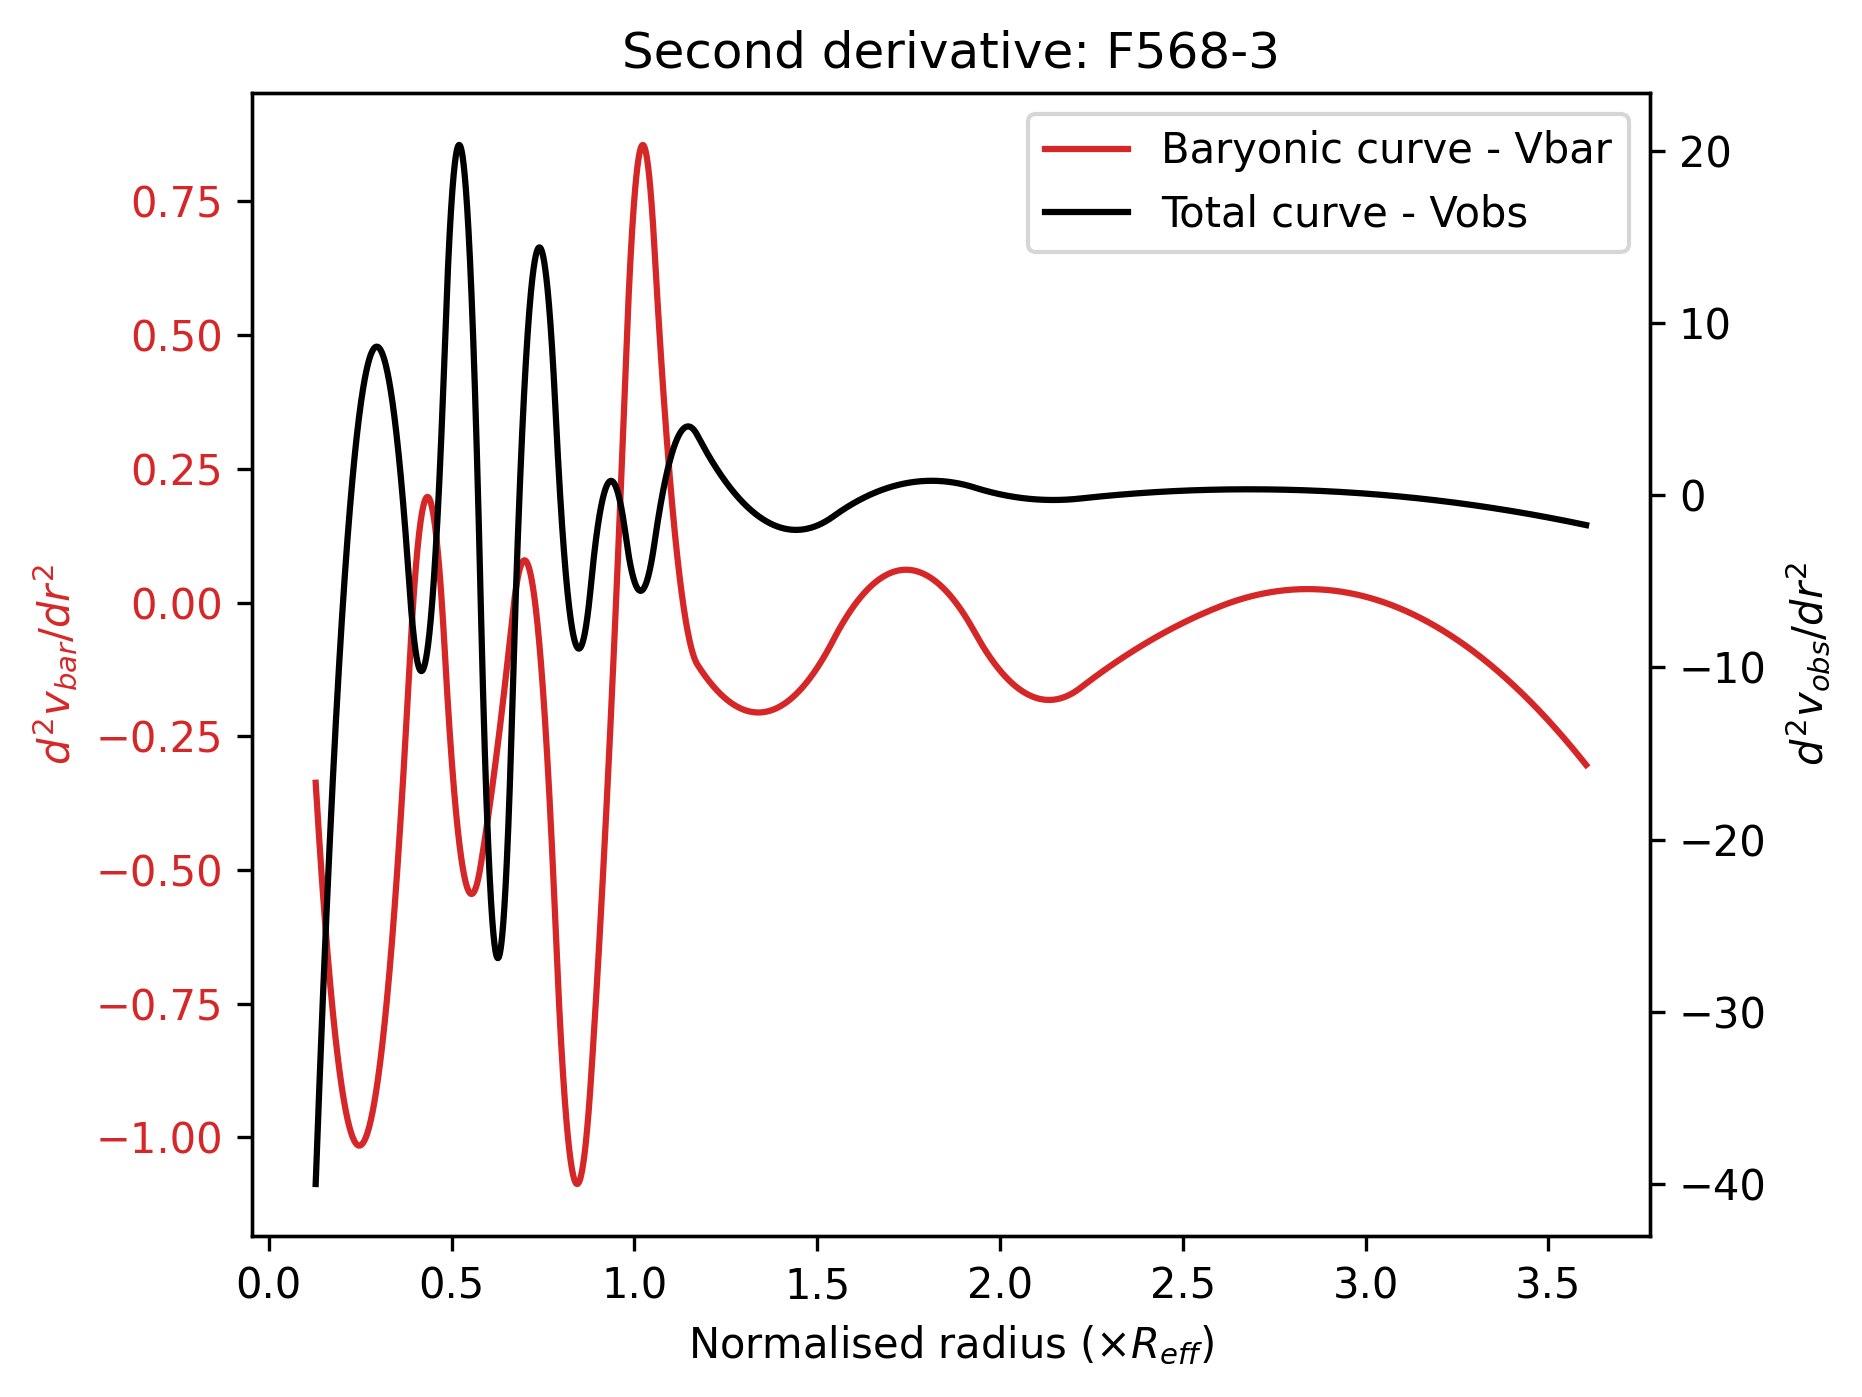 Second derivative: F568-3
Baryonic curve - Vbar
Total curve - Vobs
0.75
0.50
0.25
0.00
−0.25
−0.50
−0.75
−1.00
d²v_bar/dr²
20
10
0
−10
−20
−30
−40
d²v_obs/dr²
0.0 0.5 1.0 1.5 2.0 2.5 3.0 3.5
Normalised radius (×R_eff)